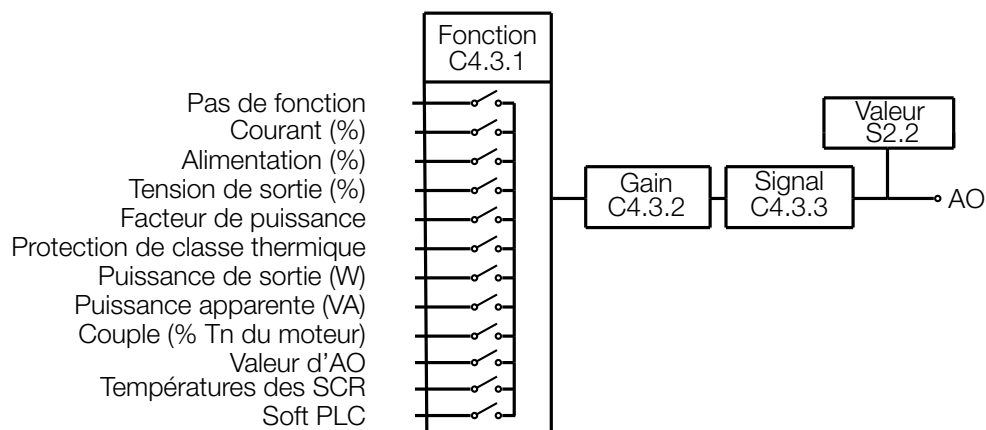 Fonction
C4.3.1
Pas de fonction
Courant (%)
Alimentation (%)
Tension de sortie (%)
Facteur de puissance
Protection de classe thermique
Puissance de sortie (W)
Puissance apparente (VA)
Couple (% Tn du moteur)
Valeur d’AO
Températures des SCR
Soft PLC
Gain
C4.3.2
Signal
C4.3.3
Valeur
S2.2
AO